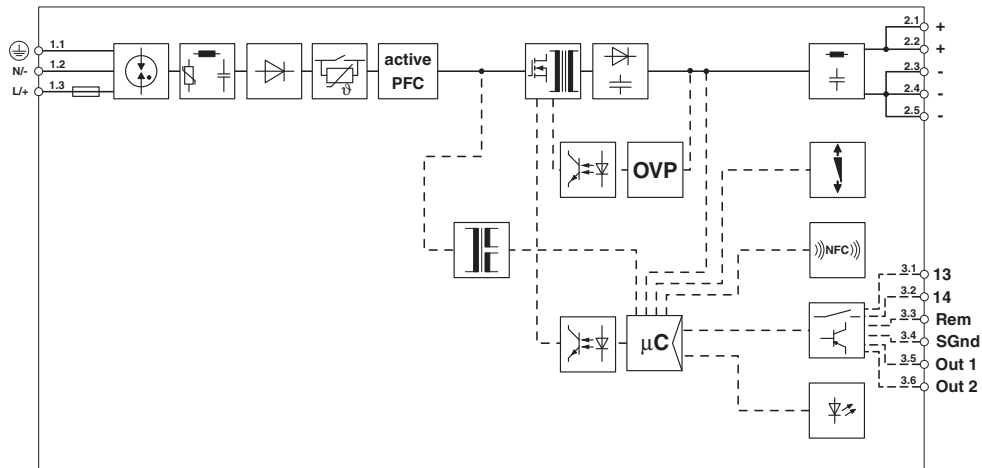 1.1
N/- 1.2
L/+ 1.3
active
PFC
ϑ
2.1 +
2.2 +
2.3 -
2.4 -
2.5 -
OVP
)))NFC)))
µC
3.1 13
3.2 14
3.3 Rem
3.4 SGnd
3.5 Out 1
3.6 Out 2